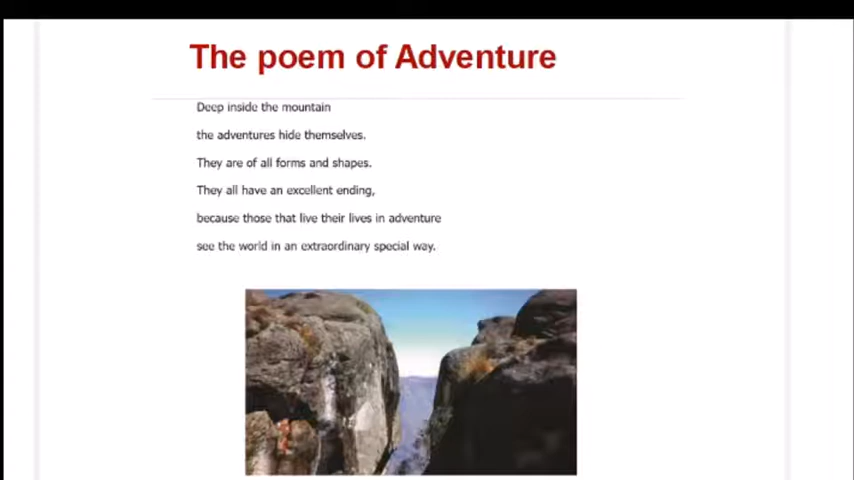 The poem of Adventure
Deep inside the mountain
the adventures hide themselves.
They are of all forms and shapes.
They all have an excellent ending,
because those that live their lives in adventure
see the world in an extraordinary special way.